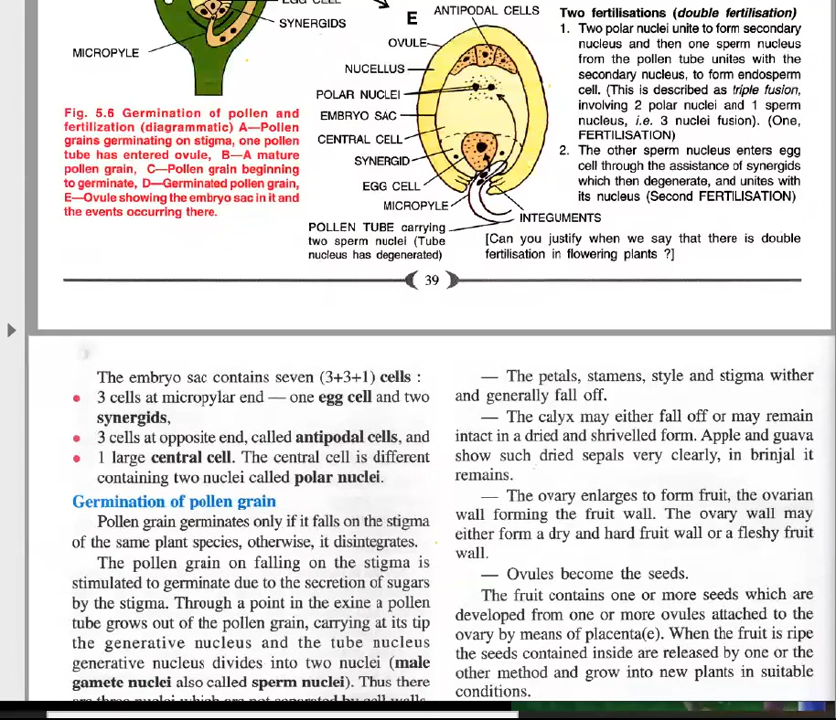 SYNERGIDS
MICROPYLE
Fig. 5.6 Germination of pollen and
fertilization (diagrammatic) A—Pollen
grains germinating on stigma, one pollen
tube has entered ovule, B—A mature
pollen grain, C—Pollen grain beginning
to germinate, D—Germinated pollen grain,
E—Ovule showing the embryo sac in it and
the events occurring there.
E
ANTIPODAL CELLS
OVULE
NUCELLUS
POLAR NUCLEI
EMBRYO SAC
CENTRAL CELL
SYNERGID
EGG CELL
MICROPYLE
INTEGUMENTS
POLLEN TUBE carrying
two sperm nuclei (Tube
nucleus has degenerated)
Two fertilisations (double fertilisation)
1. Two polar nuclei unite to form secondary
nucleus and then one sperm nucleus
from the pollen tube unites with the
secondary nucleus, to form endosperm
cell. (This is described as triple fusion,
involving 2 polar nuclei and 1 sperm
nucleus, i.e. 3 nuclei fusion). (One,
FERTILISATION)
2. The other sperm nucleus enters egg
cell through the assistance of synergids
which then degenerate, and unites with
its nucleus (Second FERTILISATION)
[Can you justify when we say that there is double
fertilisation in flowering plants ?]
39
The embryo sac contains seven (3+3+1) cells :
• 3 cells at micropylar end — one egg cell and two
synergids,
• 3 cells at opposite end, called antipodal cells, and
• 1 large central cell. The central cell is different
containing two nuclei called polar nuclei.
Germination of pollen grain
Pollen grain germinates only if it falls on the stigma
of the same plant species, otherwise, it disintegrates.
The pollen grain on falling on the stigma is
stimulated to germinate due to the secretion of sugars
by the stigma. Through a point in the exine a pollen
tube grows out of the pollen grain, carrying at its tip
the generative nucleus and the tube nucleus
generative nucleus divides into two nuclei (male
gamete nuclei also called sperm nuclei). Thus there
— The petals, stamens, style and stigma wither
and generally fall off.
— The calyx may either fall off or may remain
intact in a dried and shrivelled form. Apple and guava
show such dried sepals very clearly, in brinjal it
remains.
— The ovary enlarges to form fruit, the ovarian
wall forming the fruit wall. The ovary wall may
either form a dry and hard fruit wall or a fleshy fruit
wall.
— Ovules become the seeds.
The fruit contains one or more seeds which are
developed from one or more ovules attached to the
ovary by means of placenta(e). When the fruit is ripe
the seeds contained inside are released by one or the
other method and grow into new plants in suitable
conditions.